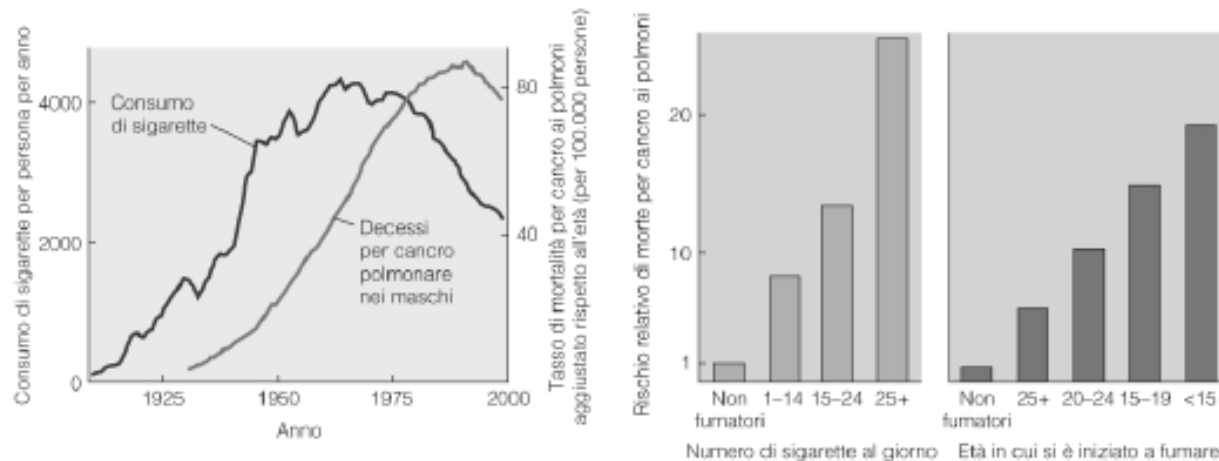 Consumo di sigarette per persona per anno
4000
2000
0
Consumo
di sigarette
Decessi
per cancro
polmonare
nei maschi
80
40
Tasso di mortalità per cancro ai polmoni
aggiustato rispetto all'età (per 100.000 persone)
1925
1950
1975
2000
Anno
Rischio relativo di morte per cancro ai polmoni
20
10
1
Non
fumatori
1–14
15–24
25+
Numero di sigarette al giorno
Non
fumatori
25+
20–24
15–19
<15
Età in cui si è iniziato a fumare